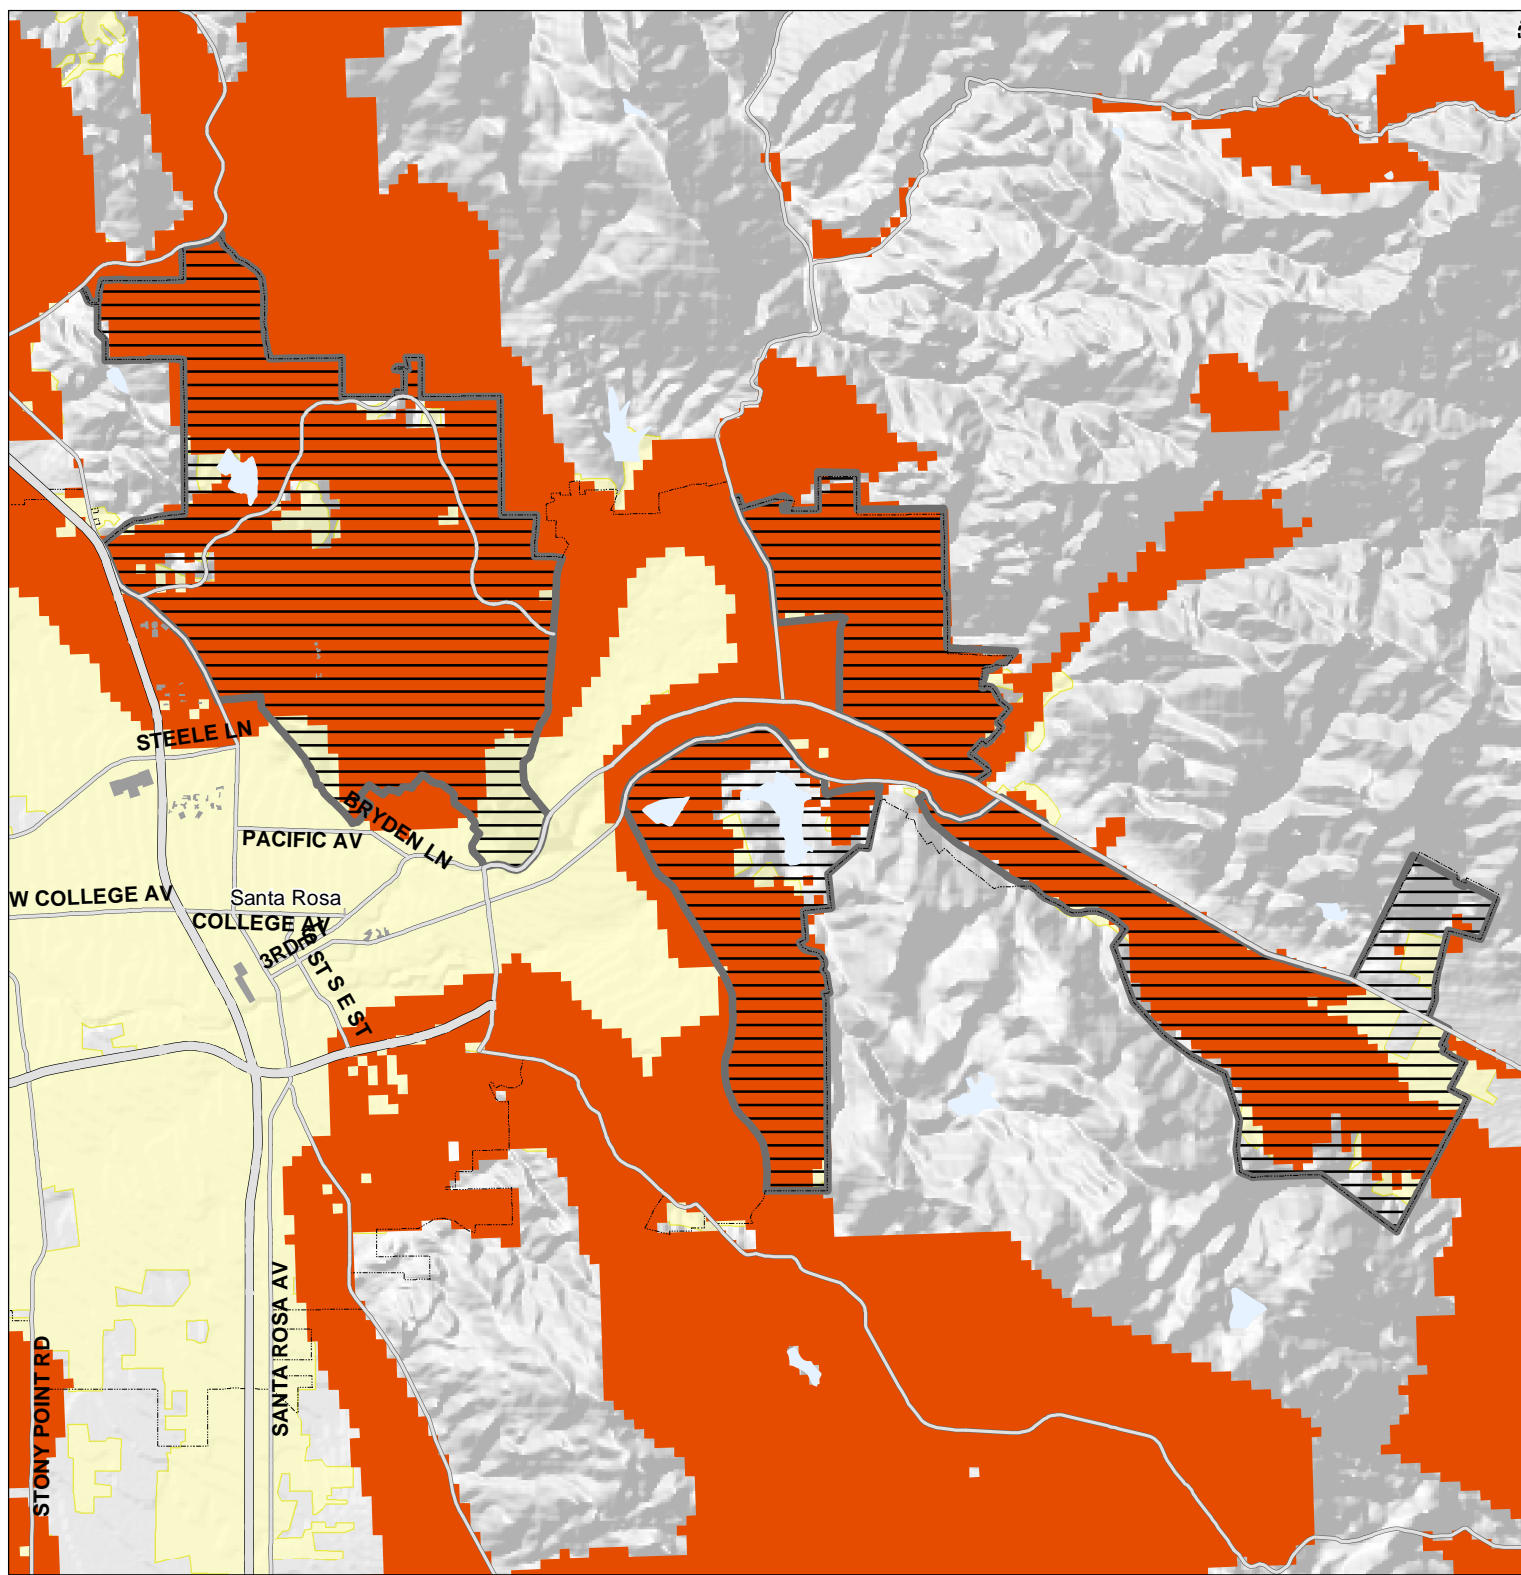 STEELE LN
BRYDEN LN
PACIFIC AV
W COLLEGE AV
Santa Rosa
COLLEGE AV
3RD ST
E ST
S E ST
SANTA ROSA AV
STONY POINT RD